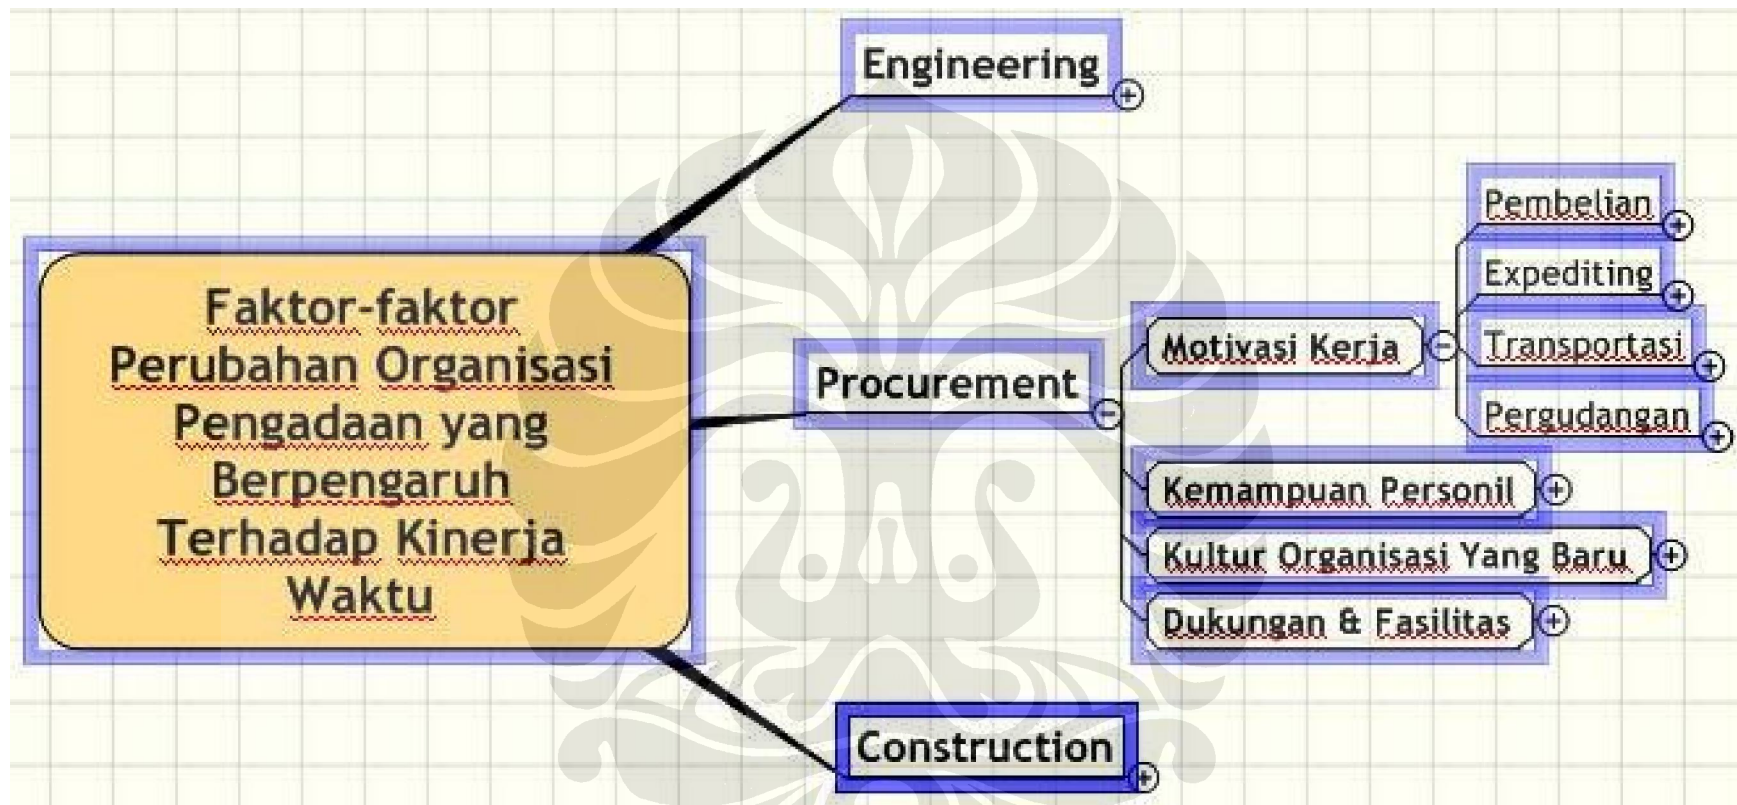 Engineering
Faktor-faktor
Perubahan Organisasi
Pengadaan yang
Berpengaruh
Terhadap Kinerja
Waktu
Procurement
Motivasi Kerja
Pembelian
Expediting
Transportasi
Pergudangan
Kemampuan Personil
Kultur Organisasi Yang Baru
Dukungan & Fasilitas
Construction